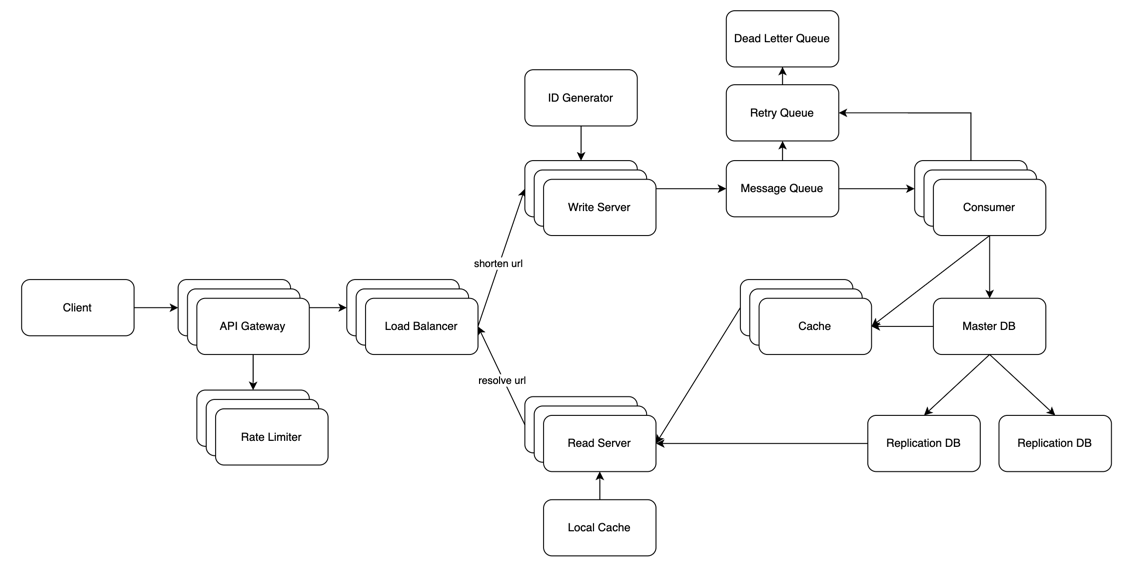 Dead Letter Queue
ID Generator
Retry Queue
Message Queue
Write Server
Consumer
shorten url
Client
API Gateway
Load Balancer
Cache
Master DB
resolve url
Rate Limiter
Read Server
Replication DB
Replication DB
Local Cache